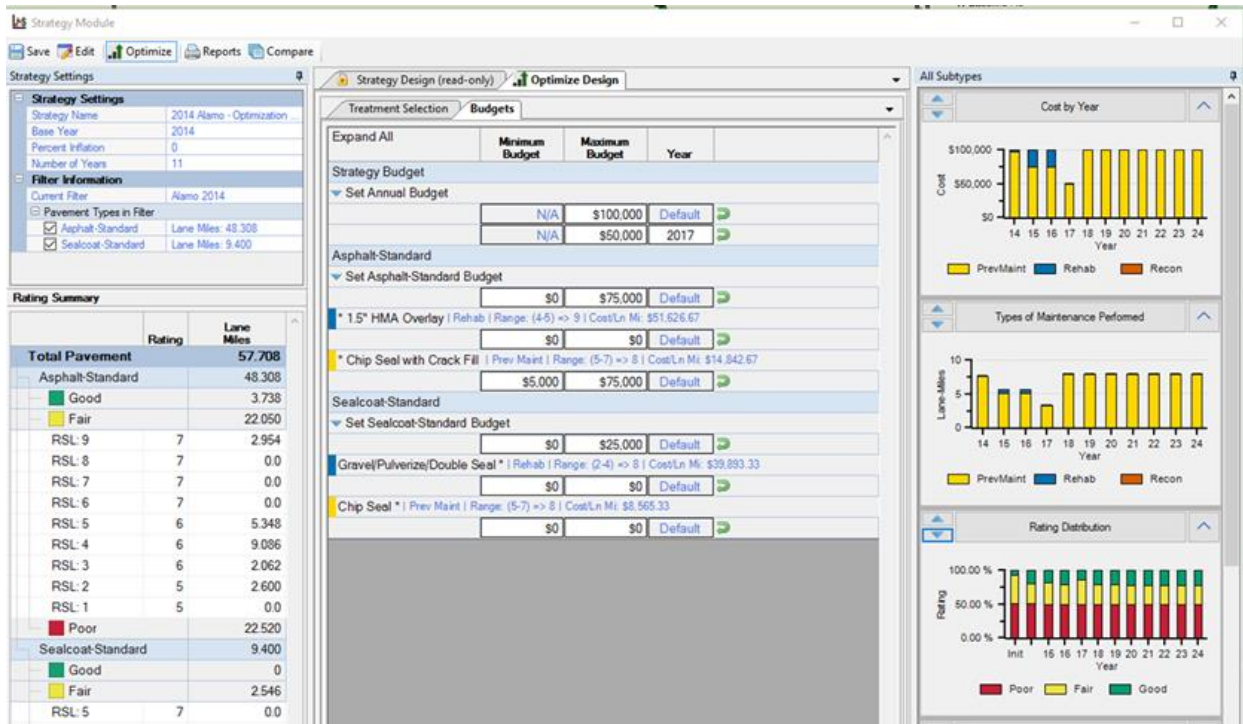 Strategy Module
Save Edit Optimize Reports Compare
Strategy Settings
Strategy Settings
Strategy Name 2014 Alamo - Optimization ...
Base Year 2014
Percent Inflation 0
Number of Years 11
Filter Information
Current Filter Alamo 2014
Pavement Types in Filter
Asphalt-Standard Lane Miles: 48.308
Sealcoat-Standard Lane Miles: 9.400
Rating Summary
Rating Lane Miles
Total Pavement 57.708
Asphalt-Standard 48.308
Good 3.738
Fair 22.050
RSL: 9 7 2.954
RSL: 8 7 0.0
RSL: 7 7 0.0
RSL: 6 7 0.0
RSL: 5 6 5.348
RSL: 4 6 9.086
RSL: 3 6 2.062
RSL: 2 5 2.600
RSL: 1 5 0.0
Poor 22.520
Sealcoat-Standard 9.400
Good 0
Fair 2.546
RSL: 5 7 0.0
Strategy Design (read-only) Optimize Design
Treatment Selection Budgets
Expand All Minimum Budget Maximum Budget Year
Strategy Budget
Set Annual Budget
N/A $100,000 Default
N/A $50,000 2017
Asphalt-Standard
Set Asphalt-Standard Budget
$0 $75,000 Default
* 1.5" HMA Overlay | Rehab | Range: (4-5) => 9 | Cost/Ln Mi: $51,626.67
$0 $0 Default
* Chip Seal with Crack Fill | Prev Maint | Range: (5-7) => 8 | Cost/Ln Mi: $14,842.67
$5,000 $75,000 Default
Sealcoat-Standard
Set Sealcoat-Standard Budget
$0 $25,000 Default
Gravel/Pulverize/Double Seal * | Rehab | Range: (2-4) => 8 | Cost/Ln Mi: $39,893.33
$0 $0 Default
Chip Seal * | Prev Maint | Range: (5-7) => 8 | Cost/Ln Mi: $8,565.33
$0 $0 Default
All Subtypes
Cost by Year
$100,000
$50,000
$0
Cost
14 15 16 17 18 19 20 21 22 23 24
Year
PrevMaint Rehab Recon
Types of Maintenance Performed
10
5
0
Lane-Miles
14 15 16 17 18 19 20 21 22 23 24
Year
PrevMaint Rehab Recon
Rating Distribution
100.00 %
50.00 %
0.00 %
Rating
Init 15 16 17 18 19 20 21 22 23 24
Year
Poor Fair Good